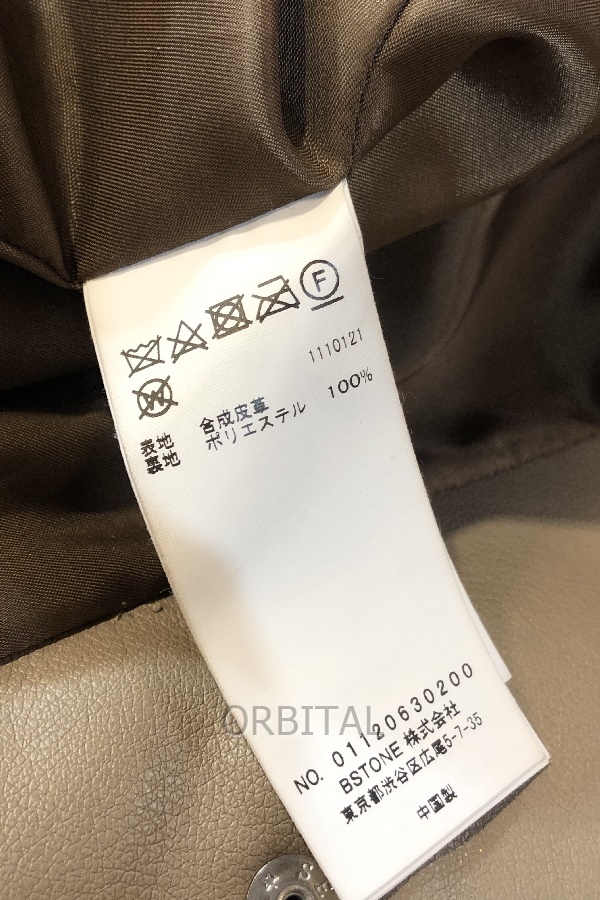 F
1110121
表地 合成皮革
裏地 ポリエステル 100%
NO. 01120630200
BSTONE 株式会社
東京都渋谷区広尾5-7-35
中国製
ORBITAL